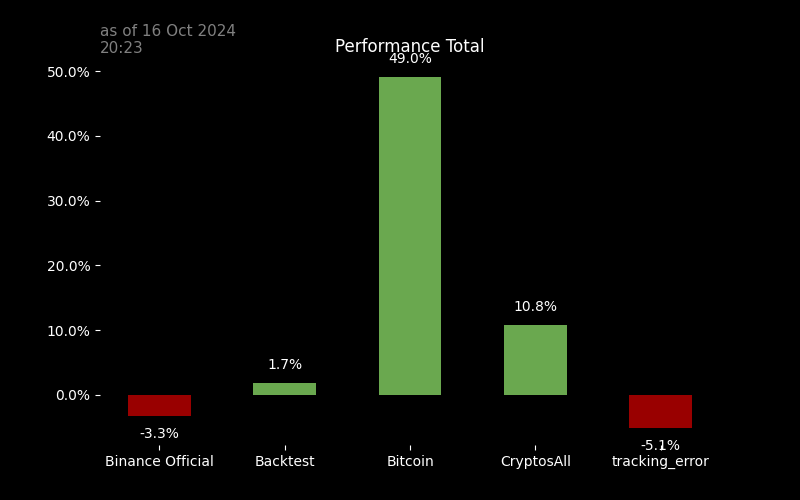 as of 16 Oct 2024
20:23
Performance Total
50.0%
40.0%
30.0%
20.0%
10.0%
0.0%
-3.3%
1.7%
49.0%
10.8%
-5.1%
Binance Official
Backtest
Bitcoin
CryptosAll
tracking_error